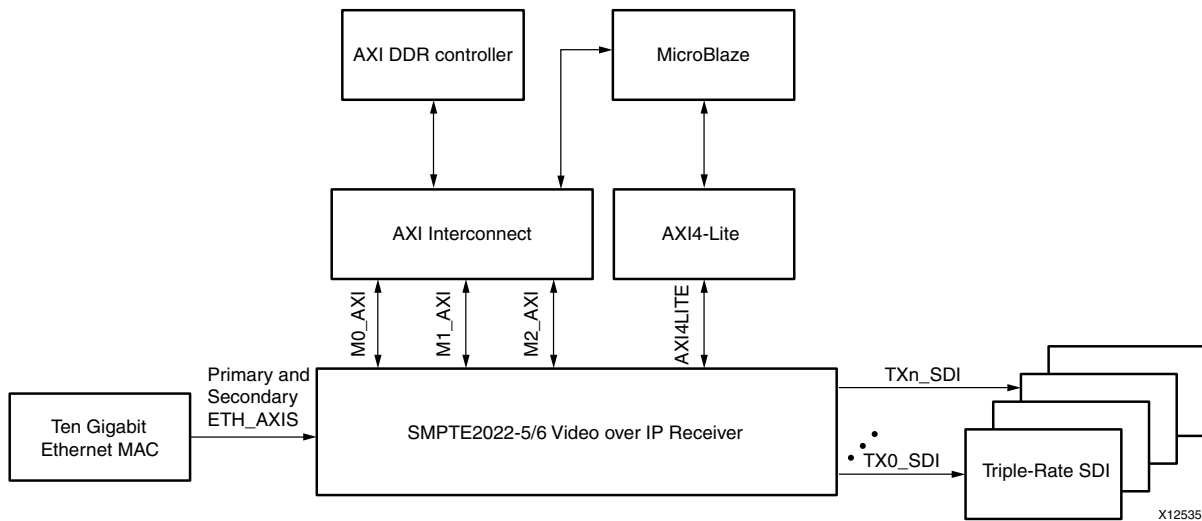 AXI DDR controller
MicroBlaze
AXI Interconnect
AXI4-Lite
M0_AXI
M1_AXI
M2_AXI
AXI4LITE
Primary and
Secondary
ETH_AXIS
Ten Gigabit
Ethernet MAC
SMPTE2022-5/6 Video over IP Receiver
TXn_SDI
TX0_SDI
Triple-Rate SDI
X12535